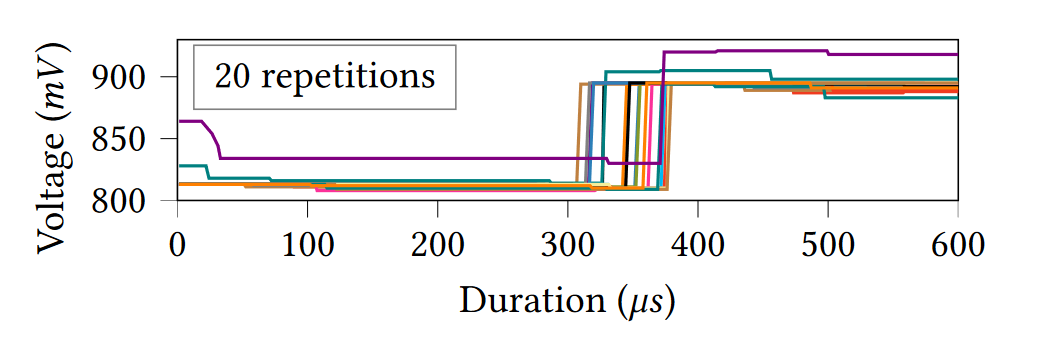 20 repetitions
Voltage (mV)
900
850
800
0 100 200 300 400 500 600
Duration (μs)